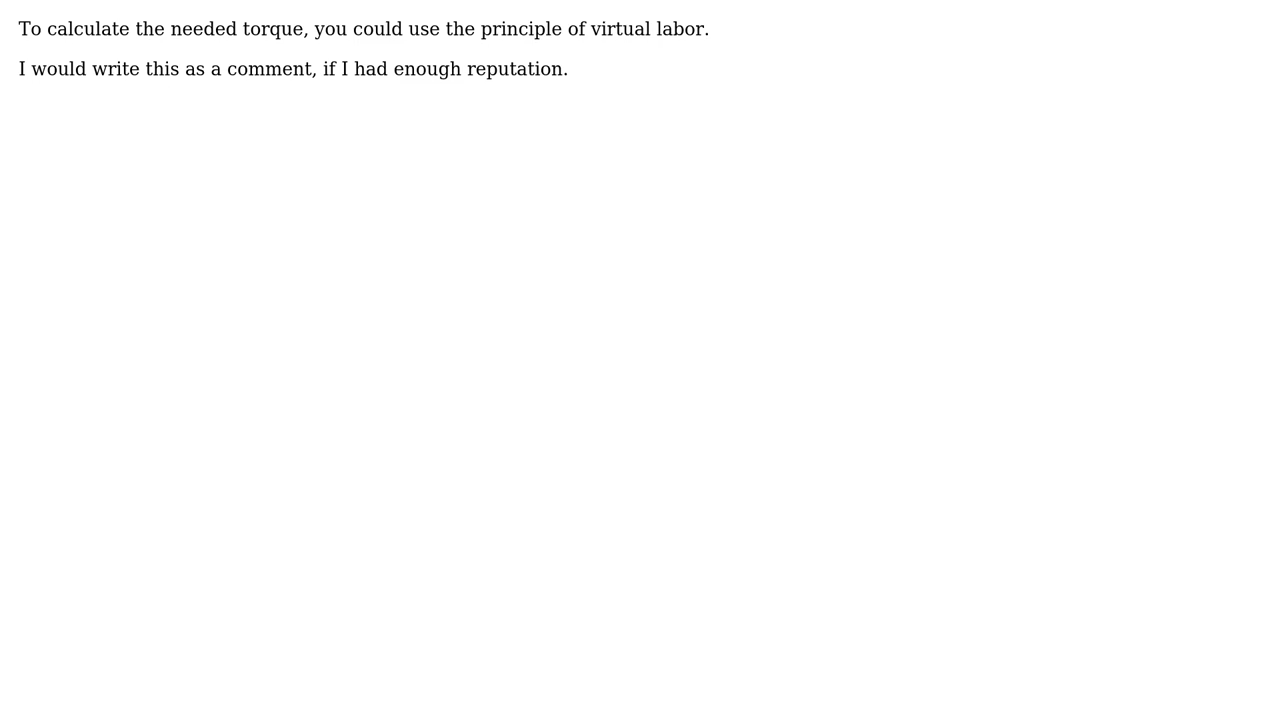 To calculate the needed torque, you could use the principle of virtual labor.
I would write this as a comment, if I had enough reputation.